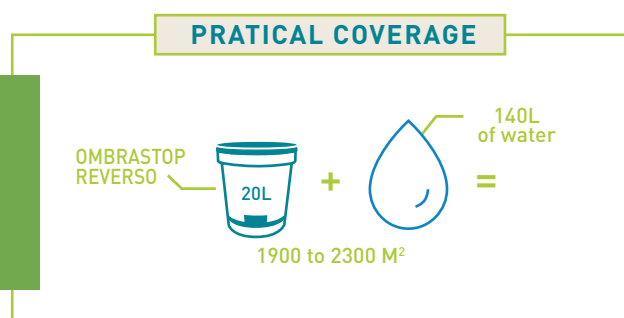 PRATICAL COVERAGE
140L
of water
OMBRASTOP
REVERSO
20L
+
=
1900 to 2300 M²